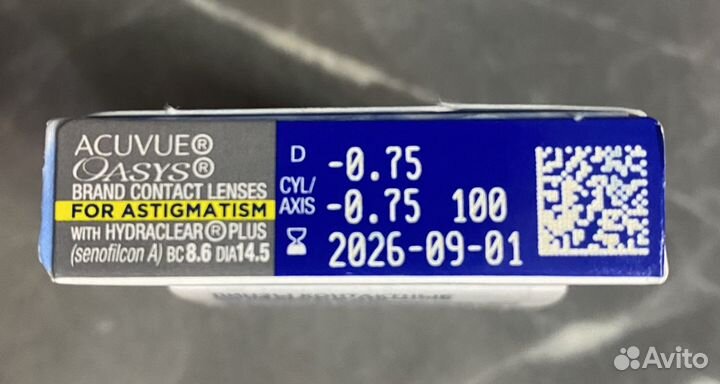 ACUVUE®
OASYS®
BRAND CONTACT LENSES
FOR ASTIGMATISM
WITH HYDRACLEAR® PLUS
(senofilcon A) BC 8.6 DIA 14.5
D -0.75
CYL/
AXIS -0.75 100
2026-09-01
Avito